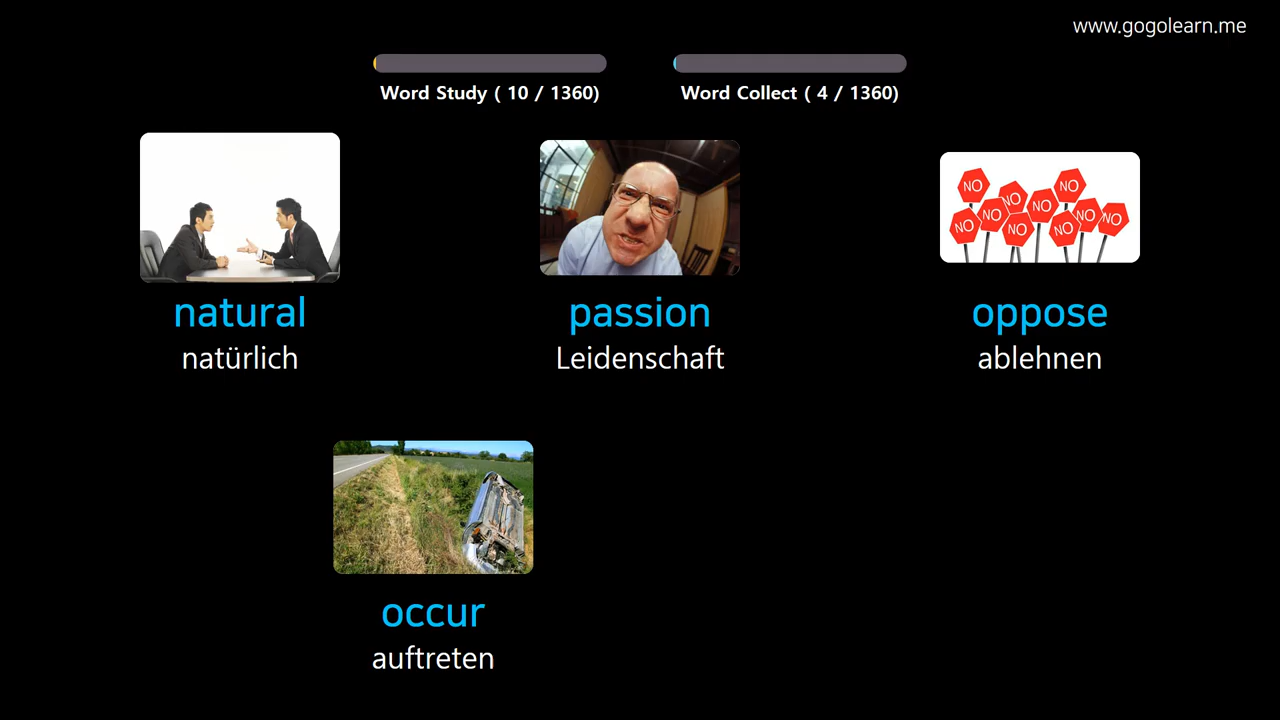 www.gogolearn.me
Word Study ( 10 / 1360)
Word Collect ( 4 / 1360)
NO NO NO NO NO NO NO NO NO NO
natural
natürlich
passion
Leidenschaft
oppose
ablehnen
occur
auftreten